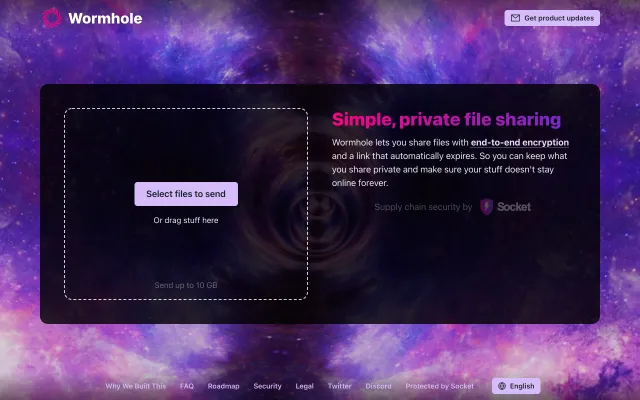 Wormhole
Get product updates
Select files to send
Or drag stuff here
Send up to 10 GB
Simple, private file sharing
Wormhole lets you share files with end-to-end encryption
and a link that automatically expires. So you can keep what
you share private and make sure your stuff doesn't stay
online forever.
Supply chain security by Socket
Why We Built This FAQ Roadmap Security Legal Twitter Discord Protected by Socket English